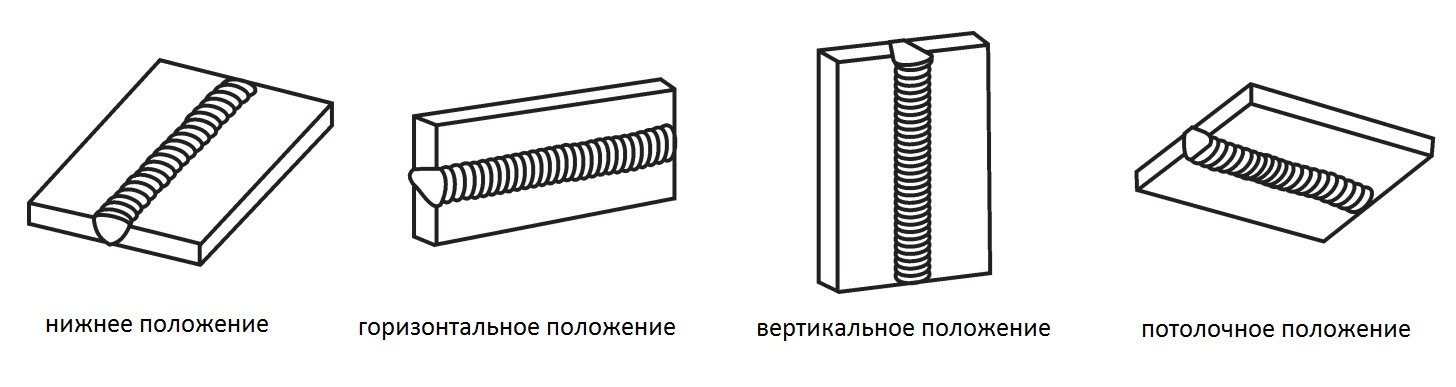 нижнее положение
горизонтальное положение
вертикальное положение
потолочное положение